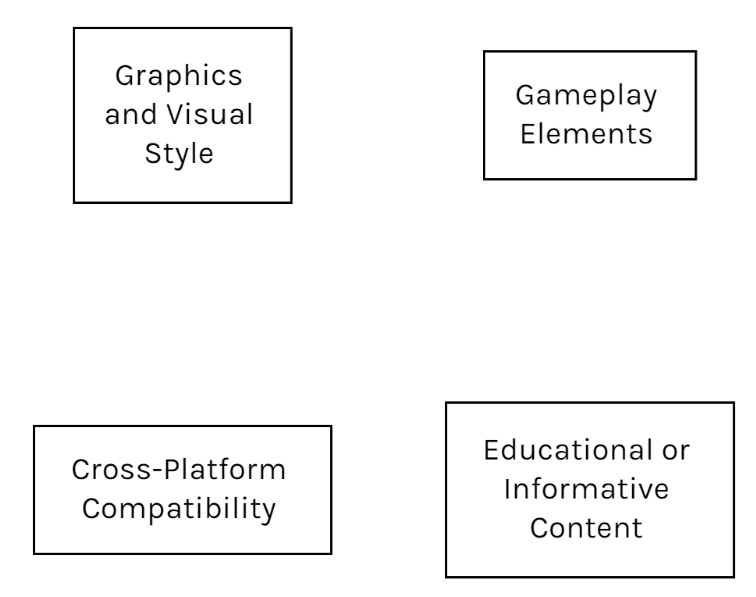 Graphics
and Visual
Style
Gameplay
Elements
Cross-Platform
Compatibility
Educational or
Informative
Content